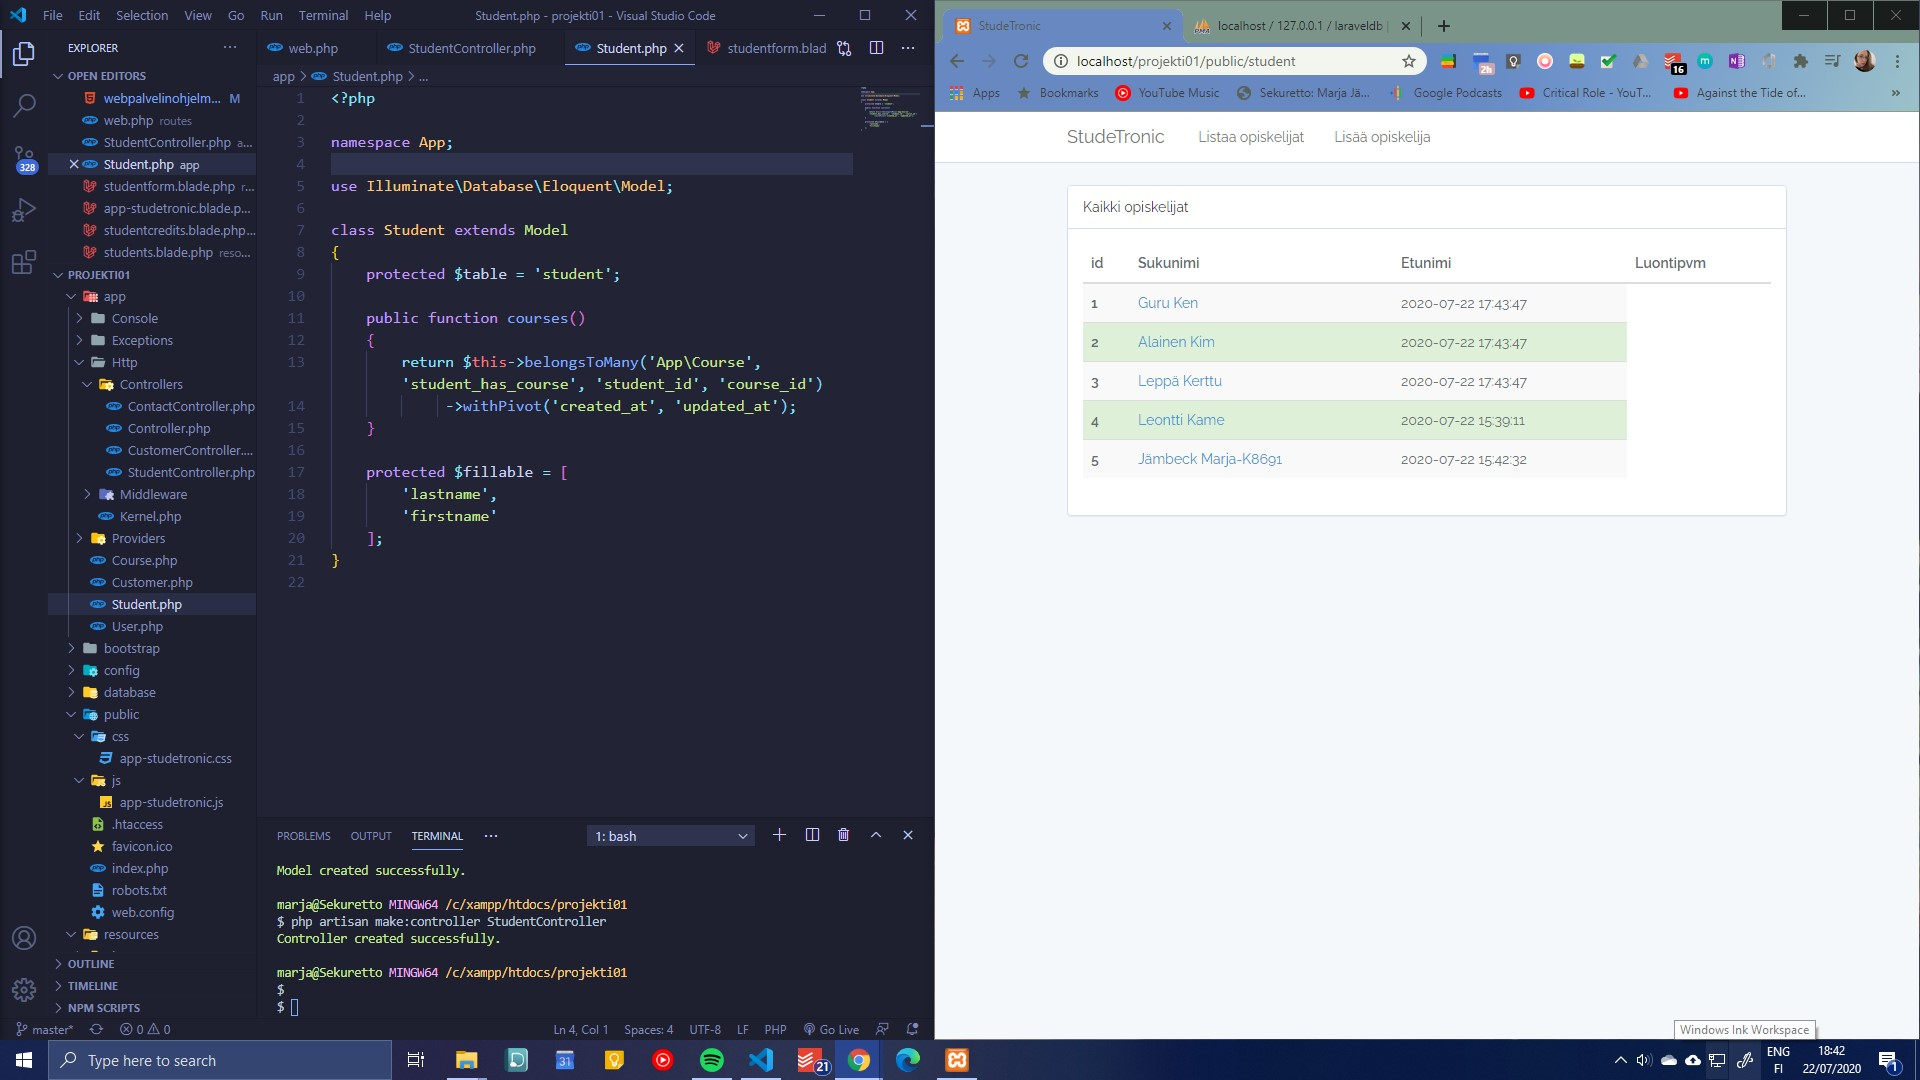 File Edit Selection View Go Run Terminal Help
Student.php - projekti01 - Visual Studio Code
EXPLORER
OPEN EDITORS
webpalvelinohjelm... M
web.php routes
StudentController.php a...
Student.php app
studentform.blade.php r...
app-studetronic.blade.p...
studentcredits.blade.php...
students.blade.php reso...
328
PROJEKTI01
app
Console
Exceptions
Http
Controllers
ContactController.php
Controller.php
CustomerController....
StudentController.php
Middleware
Kernel.php
Providers
Course.php
Customer.php
Student.php
User.php
bootstrap
config
database
public
css
app-studetronic.css
js
app-studetronic.js
.htaccess
favicon.ico
index.php
robots.txt
web.config
resources
OUTLINE
TIMELINE
NPM SCRIPTS
web.php StudentController.php Student.php studentform.blad
app > Student.php > ...
1 <?php
2
3 namespace App;
4
5 use Illuminate\Database\Eloquent\Model;
6
7 class Student extends Model
8 {
9 protected $table = 'student';
10
11 public function courses()
12 {
13 return $this->belongsToMany('App\Course',
'student_has_course', 'student_id', 'course_id')
14 ->withPivot('created_at', 'updated_at');
15 }
16
17 protected $fillable = [
18 'lastname',
19 'firstname'
20 ];
21 }
22
PROBLEMS OUTPUT TERMINAL ... 1: bash
Model created successfully.
marja@Sekuretto MINGW64 /c/xampp/htdocs/projekti01
$ php artisan make:controller StudentController
Controller created successfully.
marja@Sekuretto MINGW64 /c/xampp/htdocs/projekti01
$
$
master* 0 0 Ln 4, Col 1 Spaces: 4 UTF-8 LF PHP Go Live
StudeTronic
localhost / 127.0.0.1 / laraveldb
localhost/projekti01/public/student
2h
16
Apps Bookmarks YouTube Music Sekuretto: Marja Jä... Google Podcasts Critical Role - YouT... Against the Tide of... »
StudeTronic Listaa opiskelijat Lisää opiskelija
Kaikki opiskelijat
id Sukunimi Etunimi Luontipvm
1 Guru Ken 2020-07-22 17:43:47
2 Alainen Kim 2020-07-22 17:43:47
3 Leppä Kerttu 2020-07-22 17:43:47
4 Leontti Kame 2020-07-22 15:39:11
5 Jämbeck Marja-K8691 2020-07-22 15:42:32
Windows Ink Workspace
Type here to search
31
21
ENG
FI
18:42
22/07/2020
1